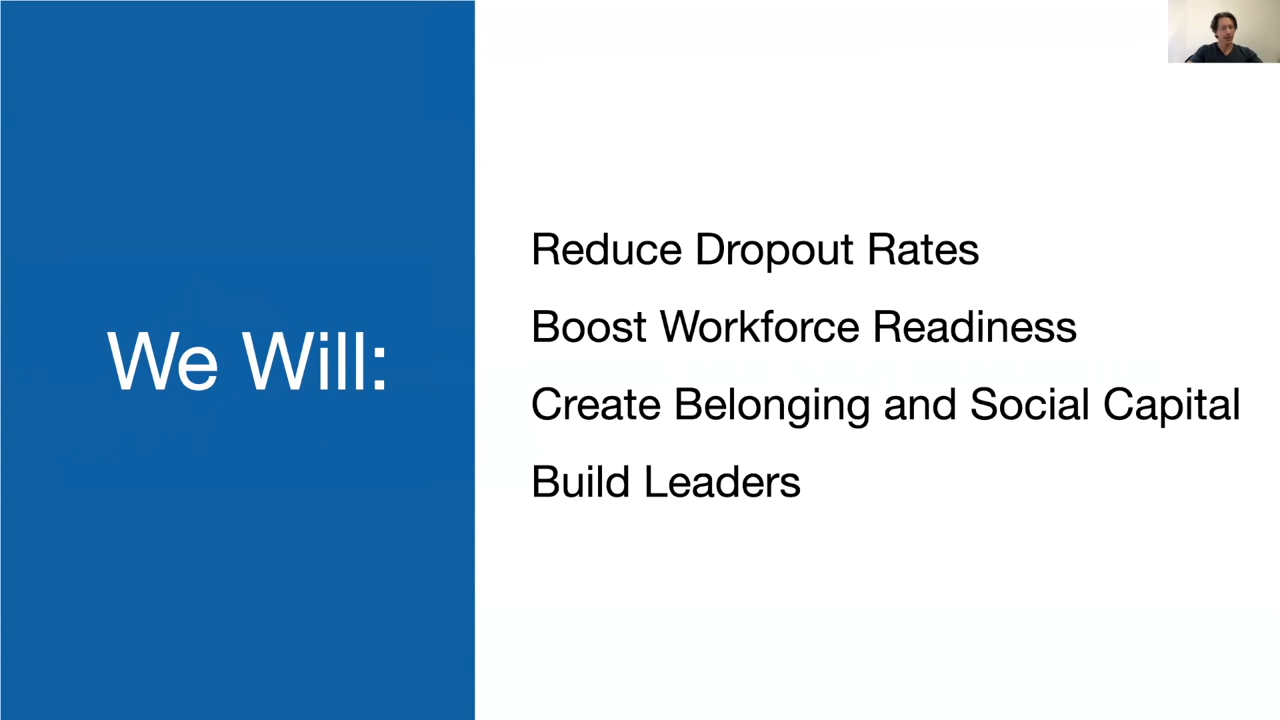 We Will:
Reduce Dropout Rates
Boost Workforce Readiness
Create Belonging and Social Capital
Build Leaders